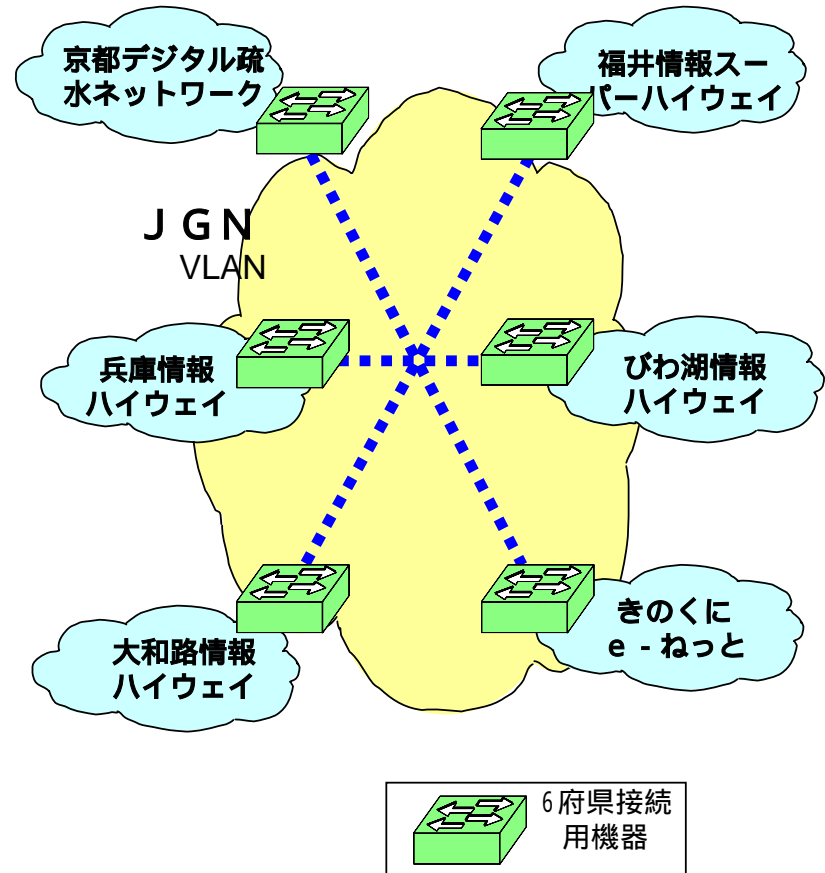 京都デジタル疏
水ネットワーク
福井情報スー
パーハイウェイ
ＪＧＮ
VLAN
兵庫情報
ハイウェイ
びわ湖情報
ハイウェイ
大和路情報
ハイウェイ
きのくに
ｅ‐ねっと
6府県接続
用機器